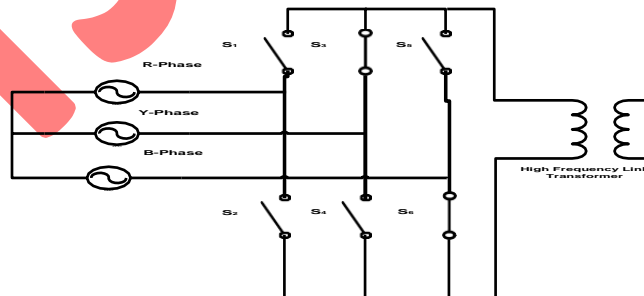 S₁
S₃
S₅
R-Phase
Y-Phase
B-Phase
High Frequency Link
Transformer
S₂
S₄
S₆